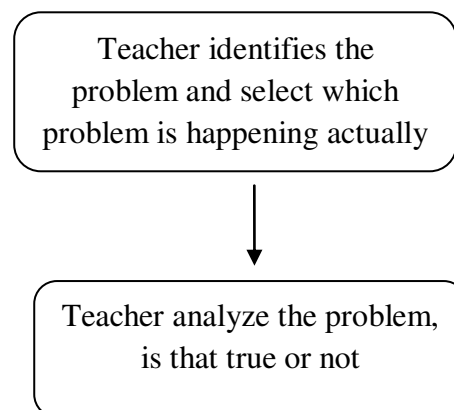 Teacher identifies the
problem and select which
problem is happening actually
Teacher analyze the problem,
is that true or not